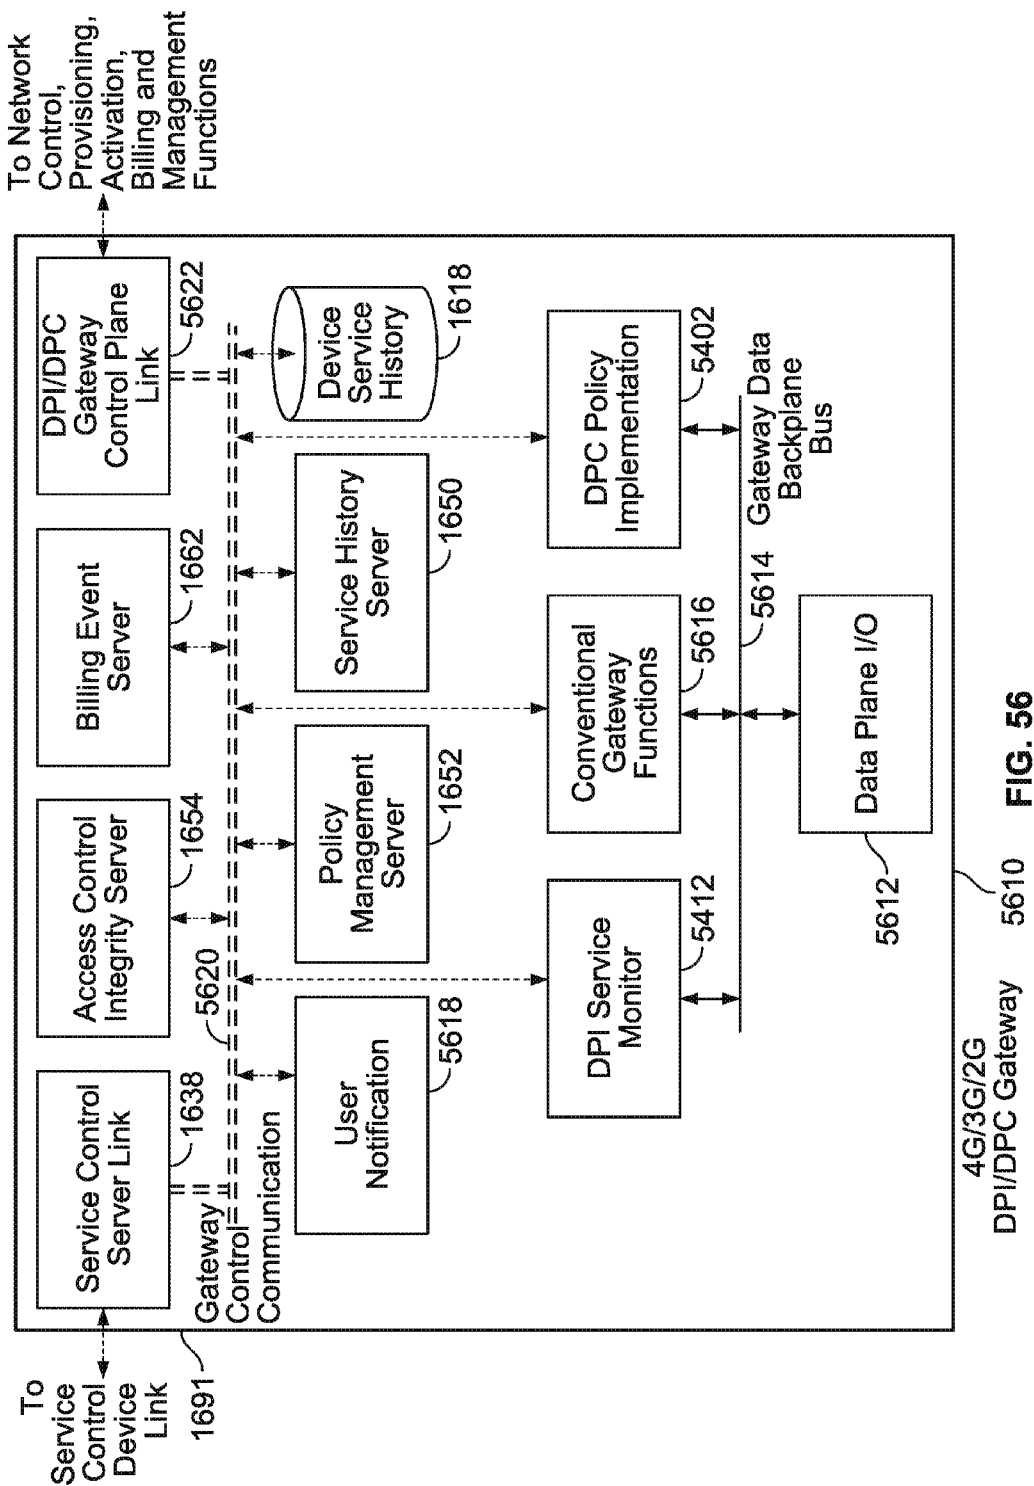 To
Service
Control
Device
Link
1691
Service Control
Server Link
1638
Access Control
Integrity Server
1654
Billing Event
Server
1662
DPI/DPC
Gateway
Control Plane
Link
5622
To Network
Control,
Provisioning,
Activation,
Billing and
Management
Functions
Gateway
Control
Communication
5620
User
Notification
5618
Policy
Management
Server
1652
Service History
Server
1650
Device
Service
History
1618
DPI Service
Monitor
5412
Conventional
Gateway
Functions
5616
DPC Policy
Implementation
5402
5614
Gateway Data
Backplane
Bus
Data Plane I/O
5612
4G/3G/2G
DPI/DPC Gateway
5610
FIG. 56